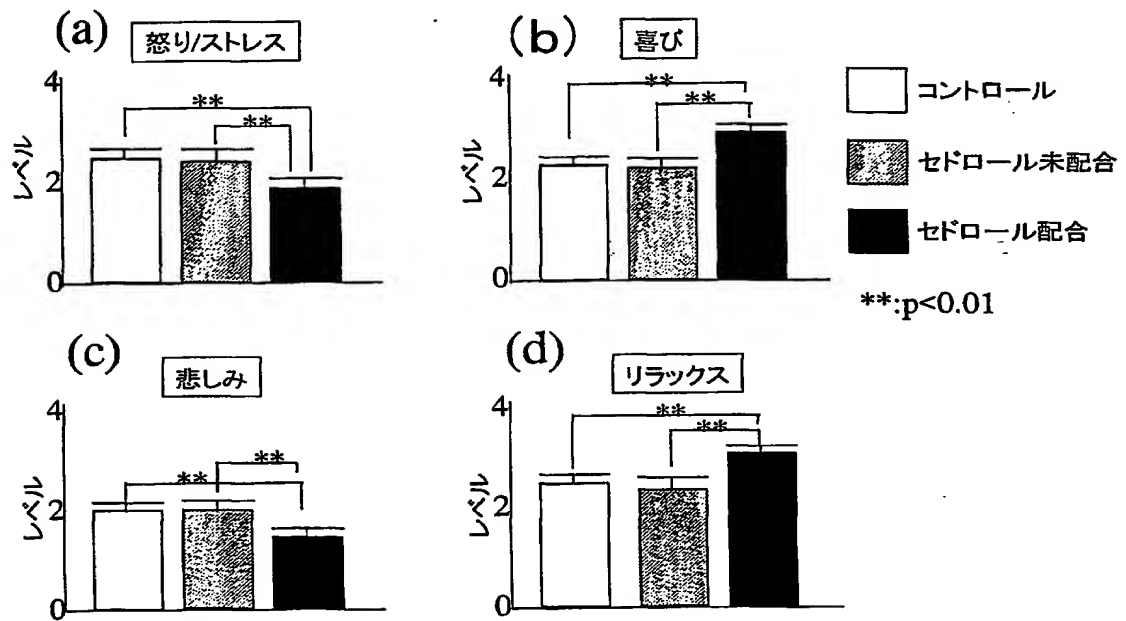 (a) 怒り/ストレス
4
レベル
2
0
**
**
(b) 喜び
4
レベル
2
0
**
**
コントロール
セドロール未配合
セドロール配合
**:p<0.01
(c) 悲しみ
4
レベル
2
0
**
**
(d) リラックス
4
レベル
2
0
**
**